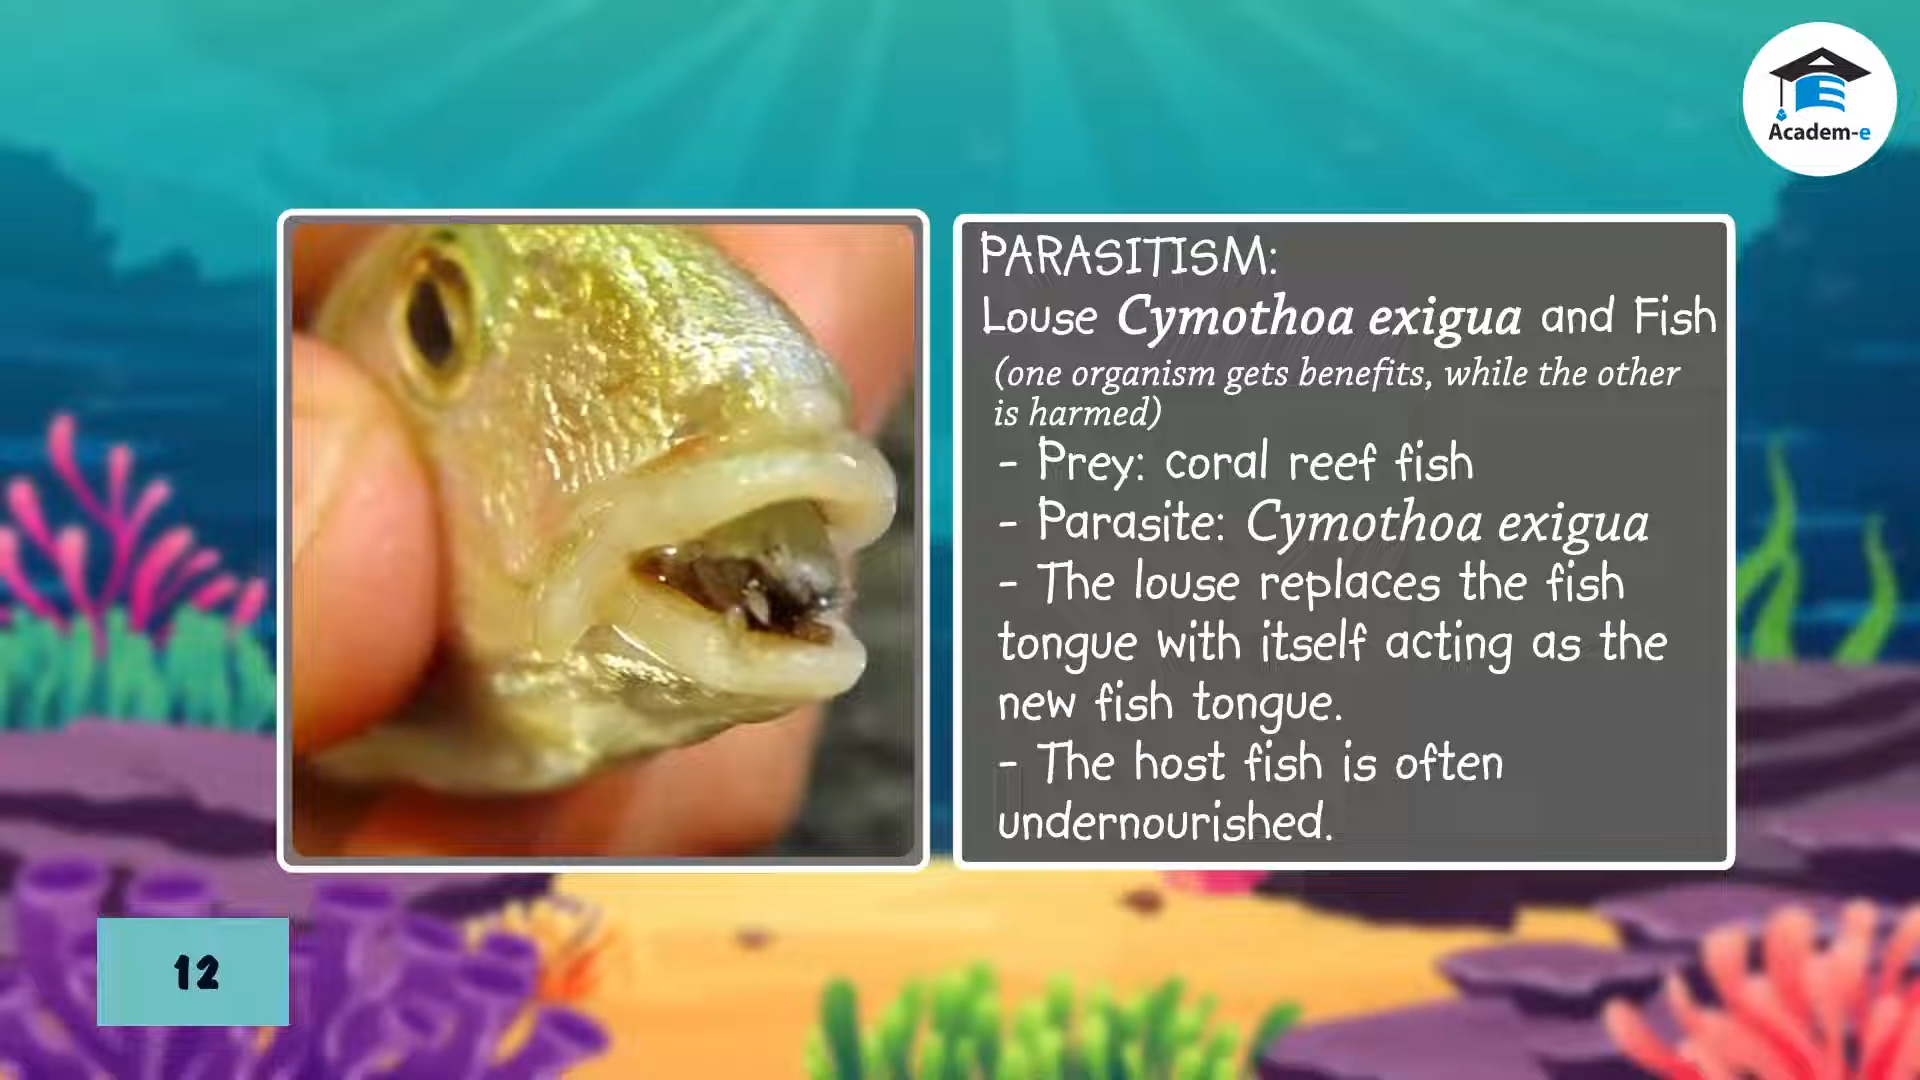 Academ-e
PARASITISM:
Louse Cymothoa exigua and Fish
(one organism gets benefits, while the other
is harmed)
- Prey: coral reef fish
- Parasite: Cymothoa exigua
- The louse replaces the fish
tongue with itself acting as the
new fish tongue.
- The host fish is often
undernourished.
12